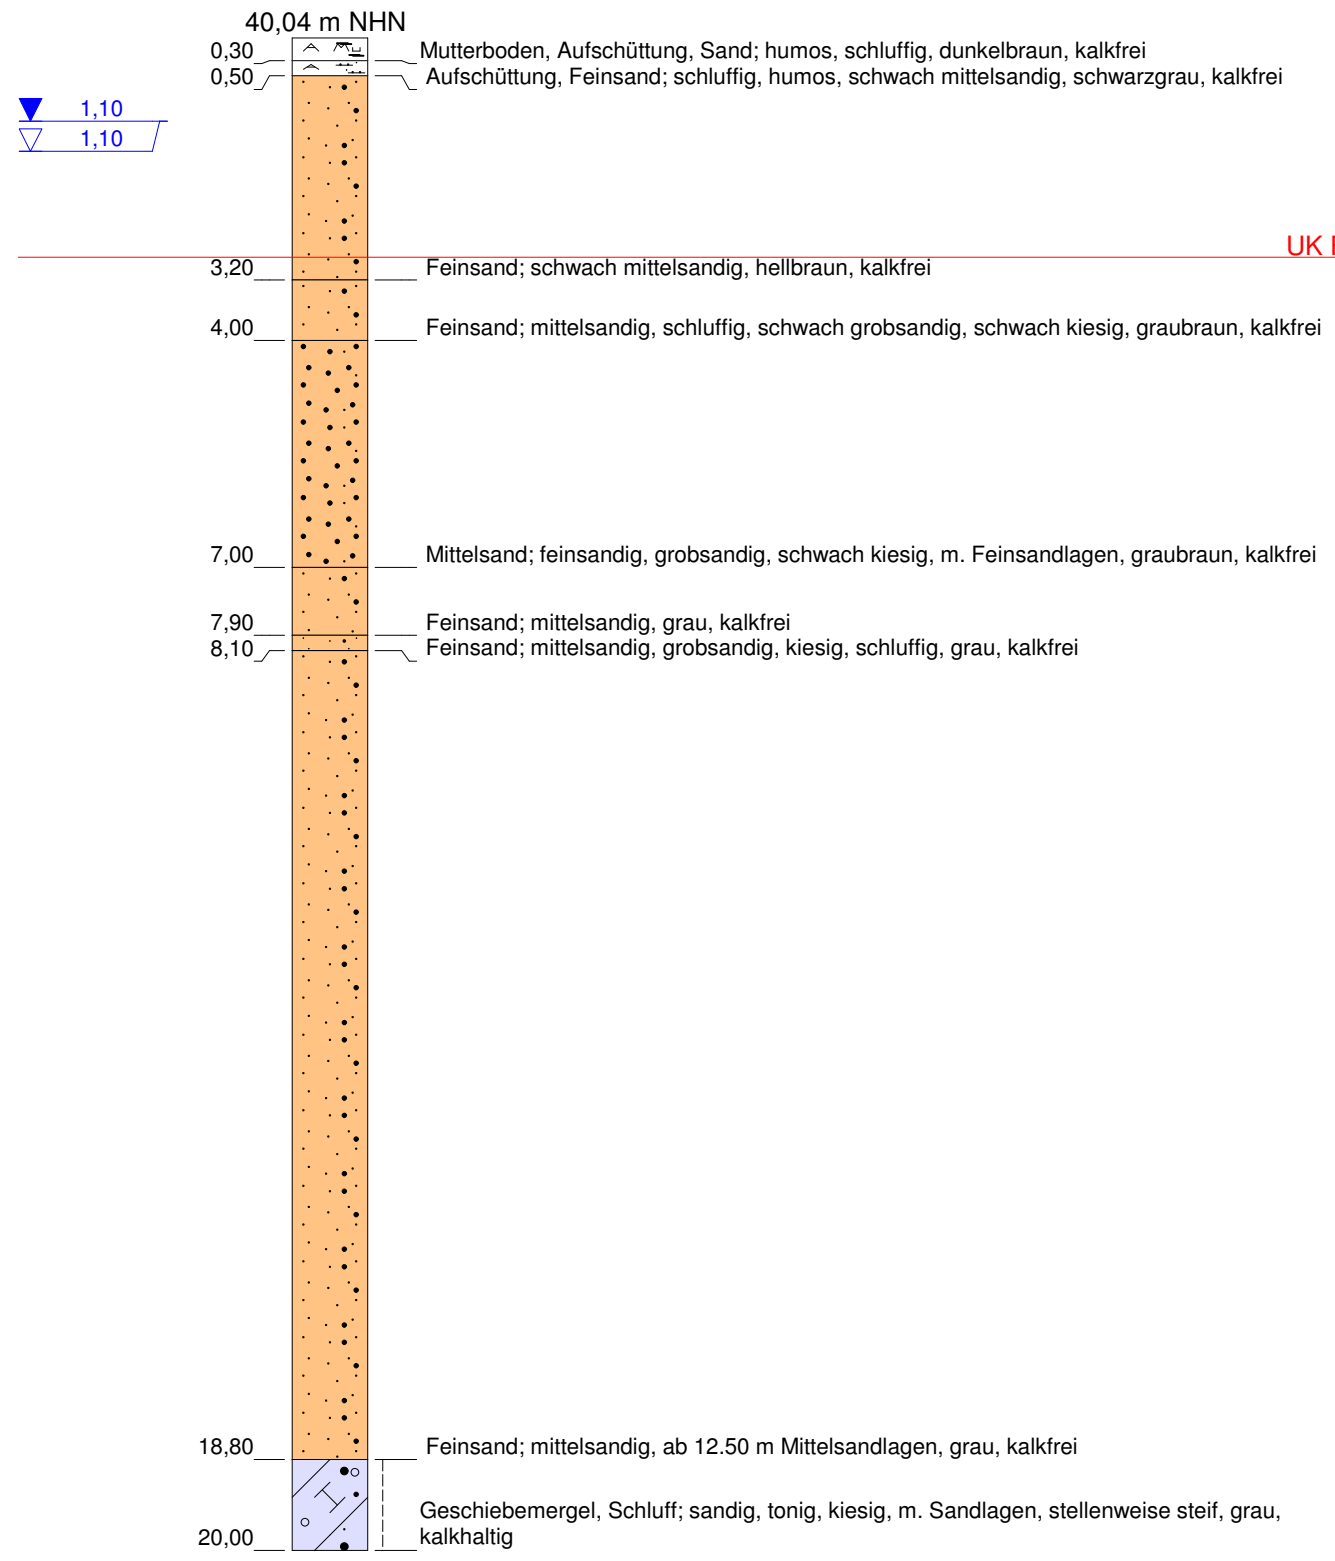 40,04 m NHN
0,30 Mutterboden, Aufschüttung, Sand; humos, schluffig, dunkelbraun, kalkfrei
0,50 Aufschüttung, Feinsand; schluffig, humos, schwach mittelsandig, schwarzgrau, kalkfrei
1,10
1,10
UK
3,20 Feinsand; schwach mittelsandig, hellbraun, kalkfrei
4,00 Feinsand; mittelsandig, schluffig, schwach grobsandig, schwach kiesig, graubraun, kalkfrei
7,00 Mittelsand; feinsandig, grobsandig, schwach kiesig, m. Feinsandlagen, graubraun, kalkfrei
7,90 Feinsand; mittelsandig, grau, kalkfrei
8,10 Feinsand; mittelsandig, grobsandig, kiesig, schluffig, grau, kalkfrei
18,80 Feinsand; mittelsandig, ab 12.50 m Mittelsandlagen, grau, kalkfrei
Geschiebemergel, Schluff; sandig, tonig, kiesig, m. Sandlagen, stellenweise steif, grau,
20,00 kalkhaltig